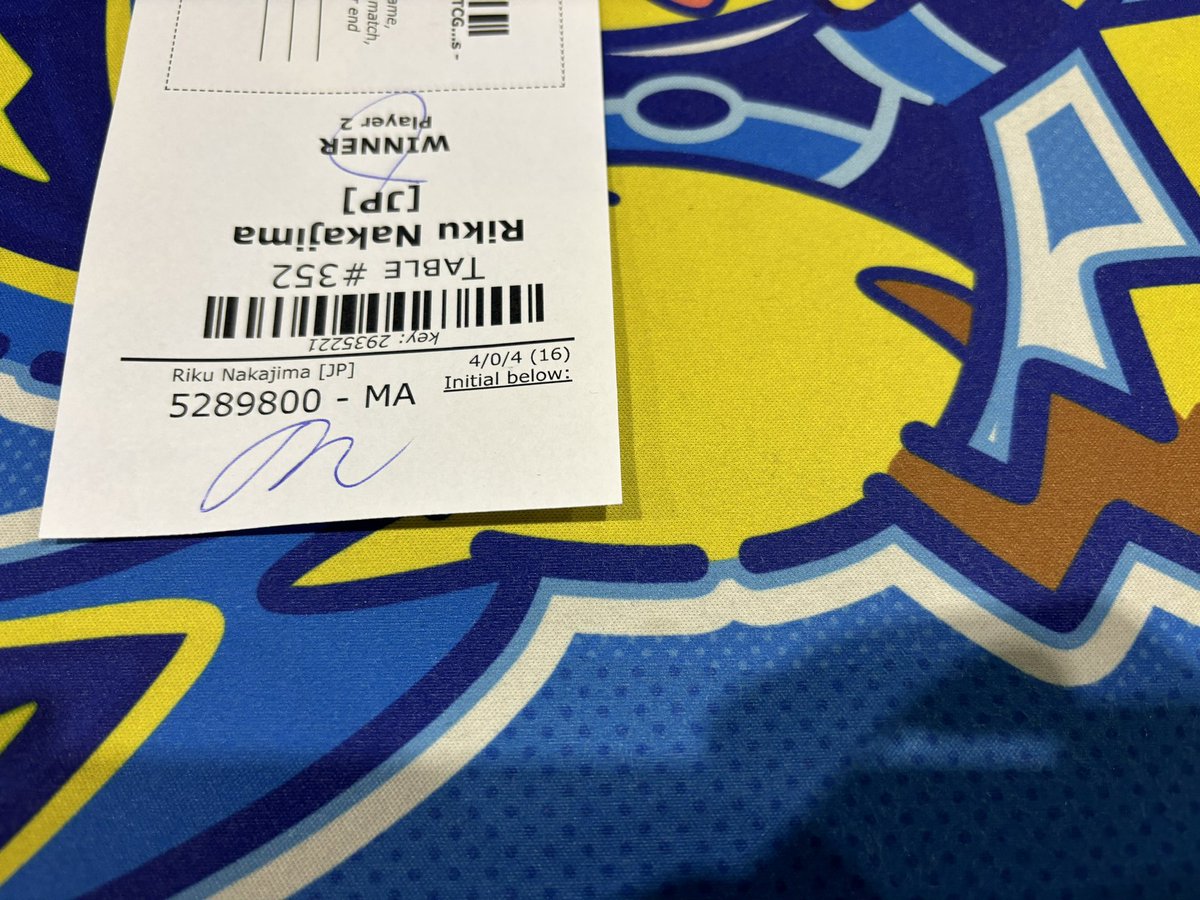 TCG...s -
ame,
match,
r end
Player 2
WINNER
[JP]
Riku Nakajima
TABLE #352
key: 2935221
Riku Nakajima [JP]
4/0/4 (16)
5289800 - MA
Initial below: